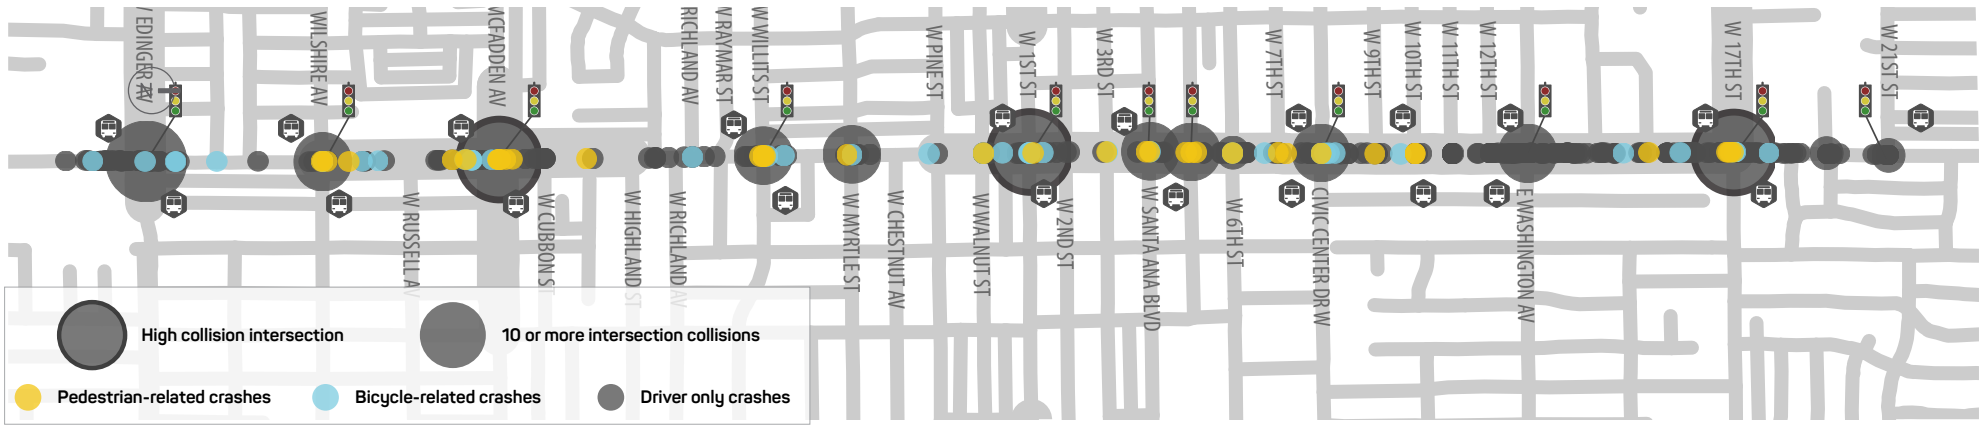 EDINGER AV
WILSHIRE AV
MCFADDEN AV
RICHLAND AV
W RAYMAR ST
W WILLITS ST
W PINE ST
W 1ST ST
W 3RD ST
W 7TH ST
W 9TH ST
W 10TH ST
W 11TH ST
W 12TH ST
W 17TH ST
W 21ST ST
W RUSSELL AV
W CUBBON ST
W HIGHLAND ST
W RICHLAND AV
W MYRTLE ST
W CHESTNUT AV
W WALNUT ST
W 2ND ST
W SANTA ANA BLVD
W 6TH ST
CIVIC CENTER DR W
E WASHINGTON AV
High collision intersection
10 or more intersection collisions
Pedestrian-related crashes
Bicycle-related crashes
Driver only crashes